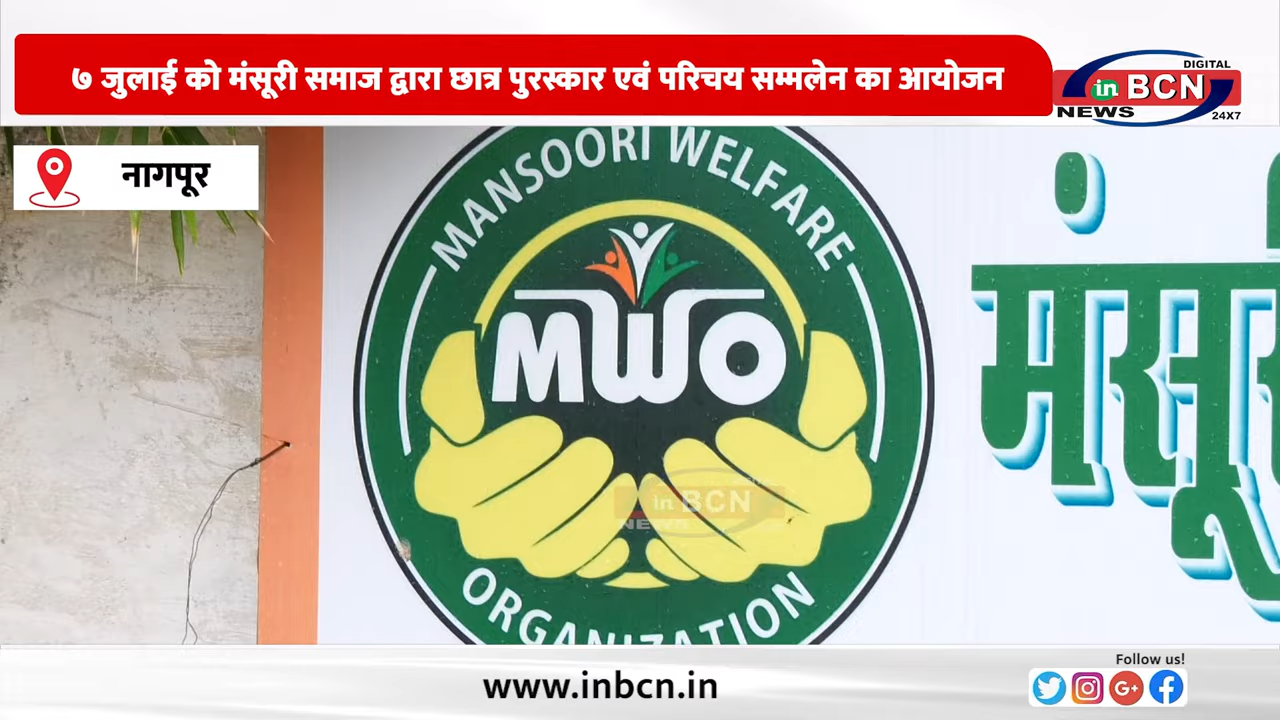 ७ जुलाई को मंसूरी समाज द्वारा छात्र पुरस्कार एवं परिचय सम्मलेन का आयोजन
DIGITAL
in BCN
NEWS 24X7
नागपूर
MANSOORI WELFARE
MWO
ORGANIZATION
in BCN
NEWS
Follow us!
www.inbcn.in